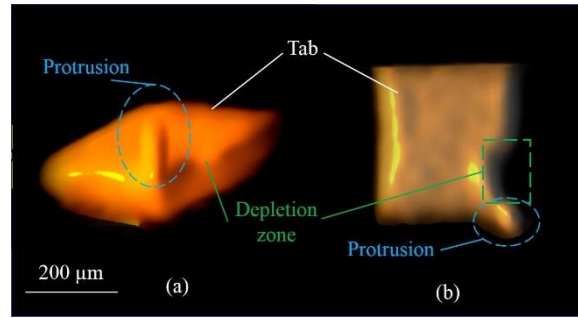 Tab
Protrusion
Depletion
zone
Protrusion
200 µm
(a)
(b)